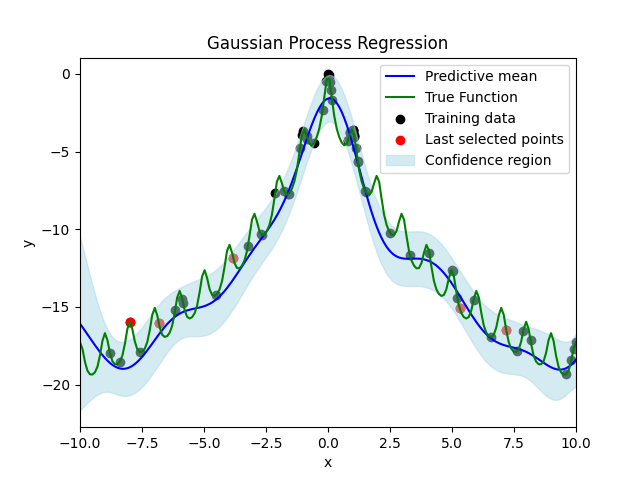 Gaussian Process Regression
Predictive mean
True Function
Training data
Last selected points
Confidence region
y
0
−5
−10
−15
−20
−10.0 −7.5 −5.0 −2.5 0.0 2.5 5.0 7.5 10.0
x